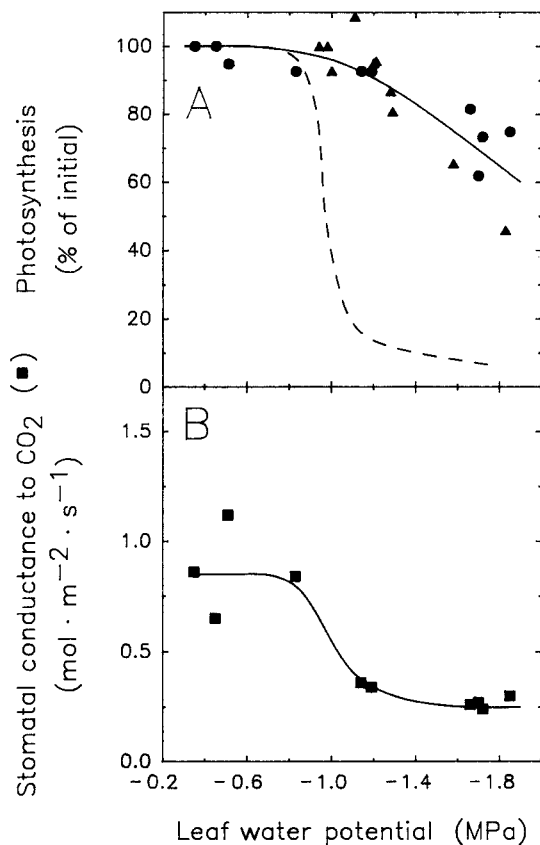 A
100
80
60
40
20
0
Photosynthesis
(% of initial)
B
1.5
1.0
0.5
0.0
Stomatal conductance to CO₂ (■)
(mol · m⁻² · s⁻¹)
-0.2 -0.6 -1.0 -1.4 -1.8
Leaf water potential (MPa)